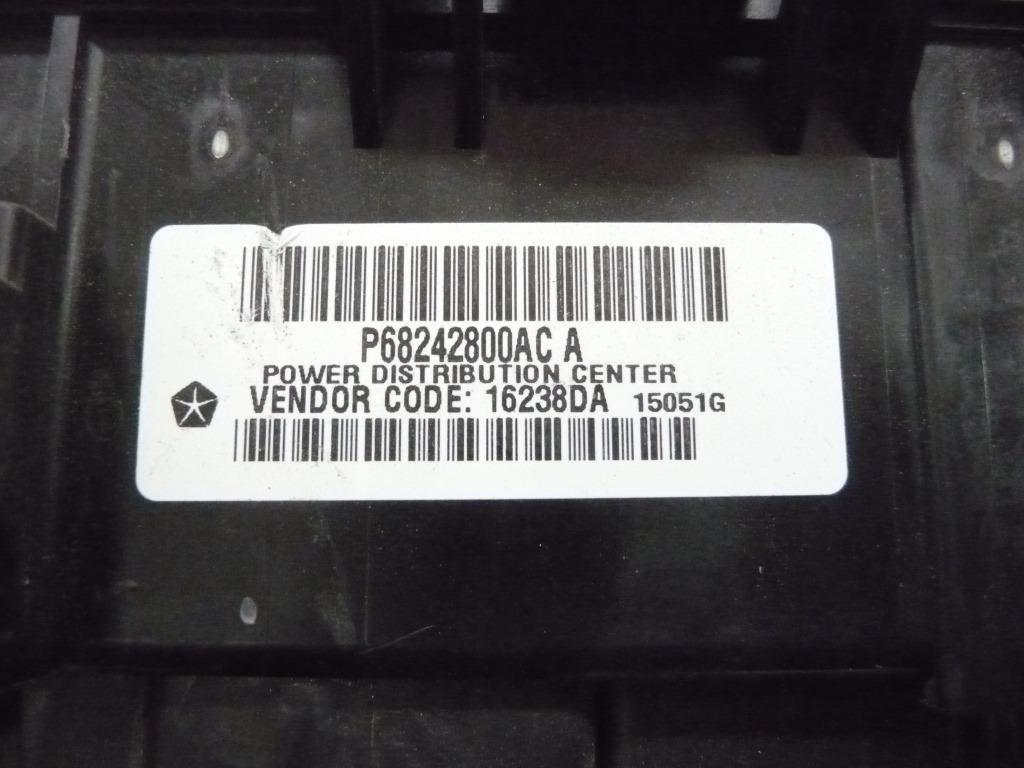 P68242800AC A
POWER DISTRIBUTION CENTER
VENDOR CODE: 16238DA 15051G